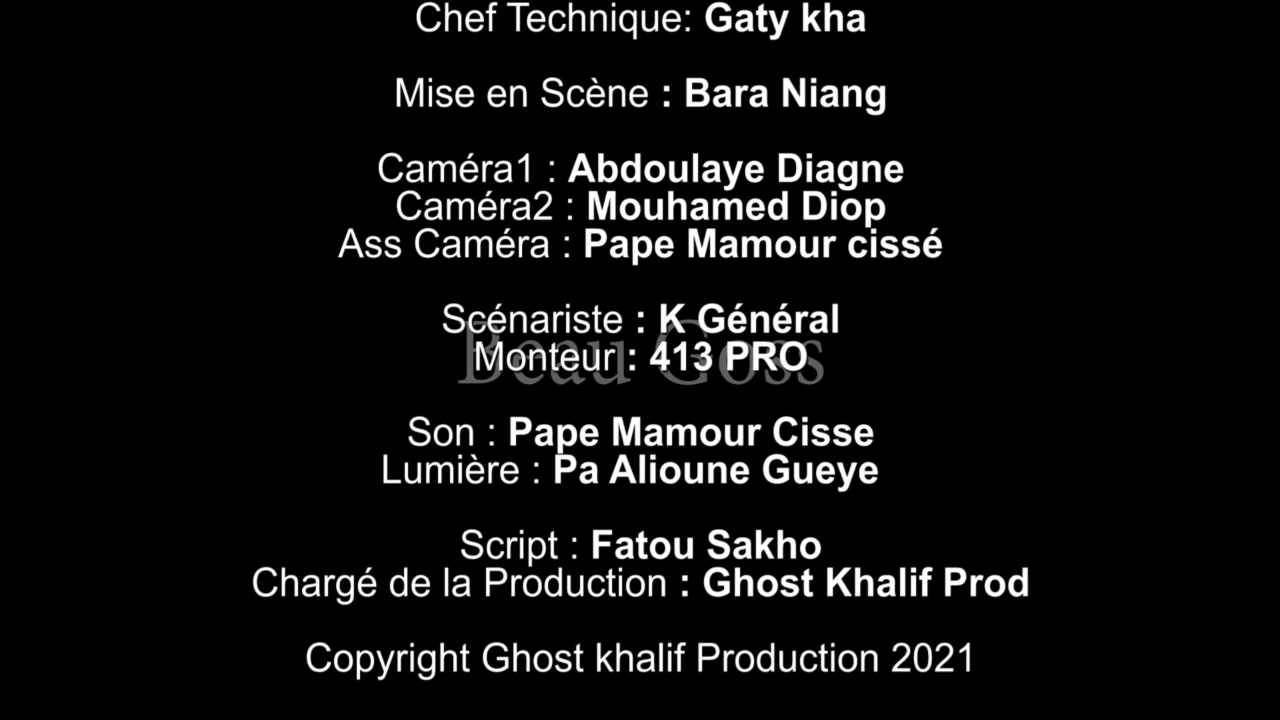 Chef Technique: Gaty kha
Mise en Scène : Bara Niang
Caméra1 : Abdoulaye Diagne
Caméra2 : Mouhamed Diop
Ass Caméra : Pape Mamour cissé
Scénariste : K Général
Beau Goss
Monteur : 413 PRO
Son : Pape Mamour Cisse
Lumière : Pa Alioune Gueye
Script : Fatou Sakho
Chargé de la Production : Ghost Khalif Prod
Copyright Ghost khalif Production 2021